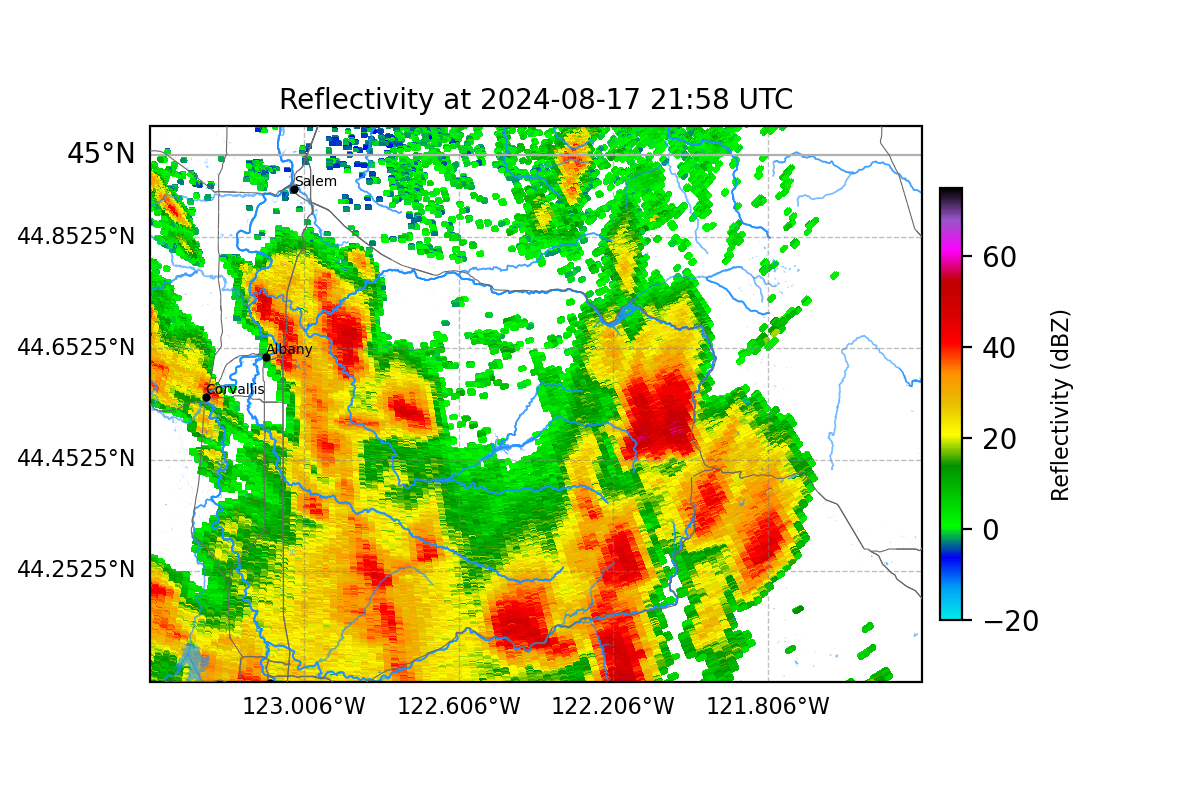 Reflectivity at 2024-08-17 21:58 UTC
45°N
Salem
44.8525°N
44.6525°N
Albany
Corvallis
44.4525°N
44.2525°N
123.006°W 122.606°W 122.206°W 121.806°W
60
40
20
0
−20
Reflectivity (dBZ)